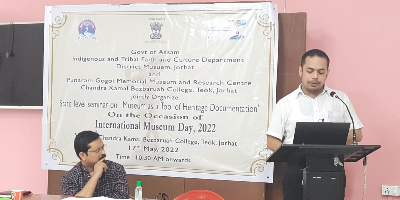 Govt of Assam
Indigenous and Tribal Faith and Culture Department
District Museum, Jorhat
and
Punaram Gogoi Memorial Museum and Research Centre
Chandra Kamal Bezbaruah College, Teok, Jorhat
Jointly Organize
State level seminar on "Museum as a Tool of Heritage Documentation"
On the Occasion of
International Museum Day, 2022
Chandra Kamal Bezbaruah College, Teok, Jorhat
17th May, 2022
Time: 10.30 AM onwards